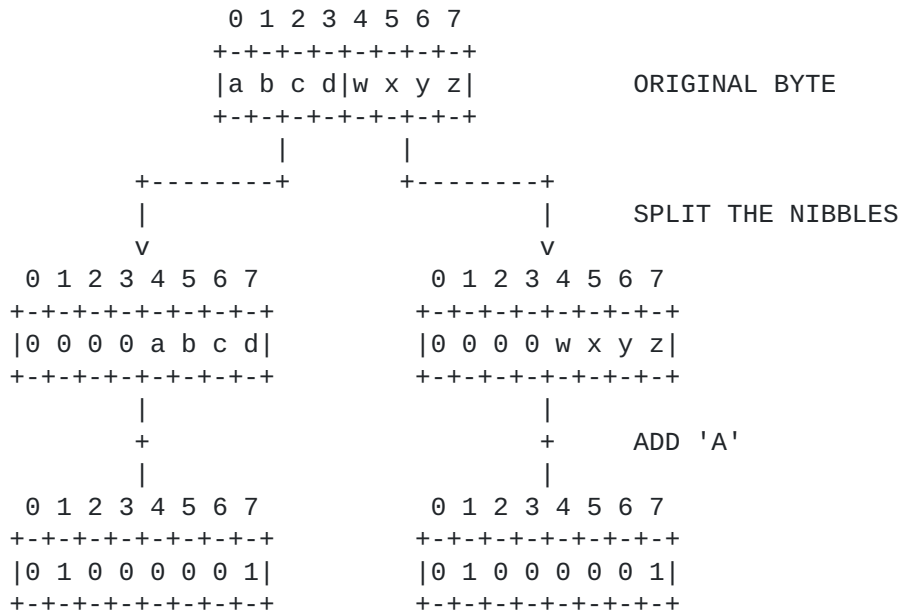 0 1 2 3 4 5 6 7
               +-+-+-+-+-+-+-+-+
               |a b c d|w x y z|          ORIGINAL BYTE
               +-+-+-+-+-+-+-+-+
                   |       |
          +--------+       +--------+
          |                         |     SPLIT THE NIBBLES
          v                         v
   0 1 2 3 4 5 6 7           0 1 2 3 4 5 6 7
  +-+-+-+-+-+-+-+-+         +-+-+-+-+-+-+-+-+
  |0 0 0 0 a b c d|         |0 0 0 0 w x y z|
  +-+-+-+-+-+-+-+-+         +-+-+-+-+-+-+-+-+
          |                         |
          +                         +     ADD 'A'
          |                         |
   0 1 2 3 4 5 6 7           0 1 2 3 4 5 6 7
  +-+-+-+-+-+-+-+-+         +-+-+-+-+-+-+-+-+
  |0 1 0 0 0 0 0 1|         |0 1 0 0 0 0 0 1|
  +-+-+-+-+-+-+-+-+         +-+-+-+-+-+-+-+-+